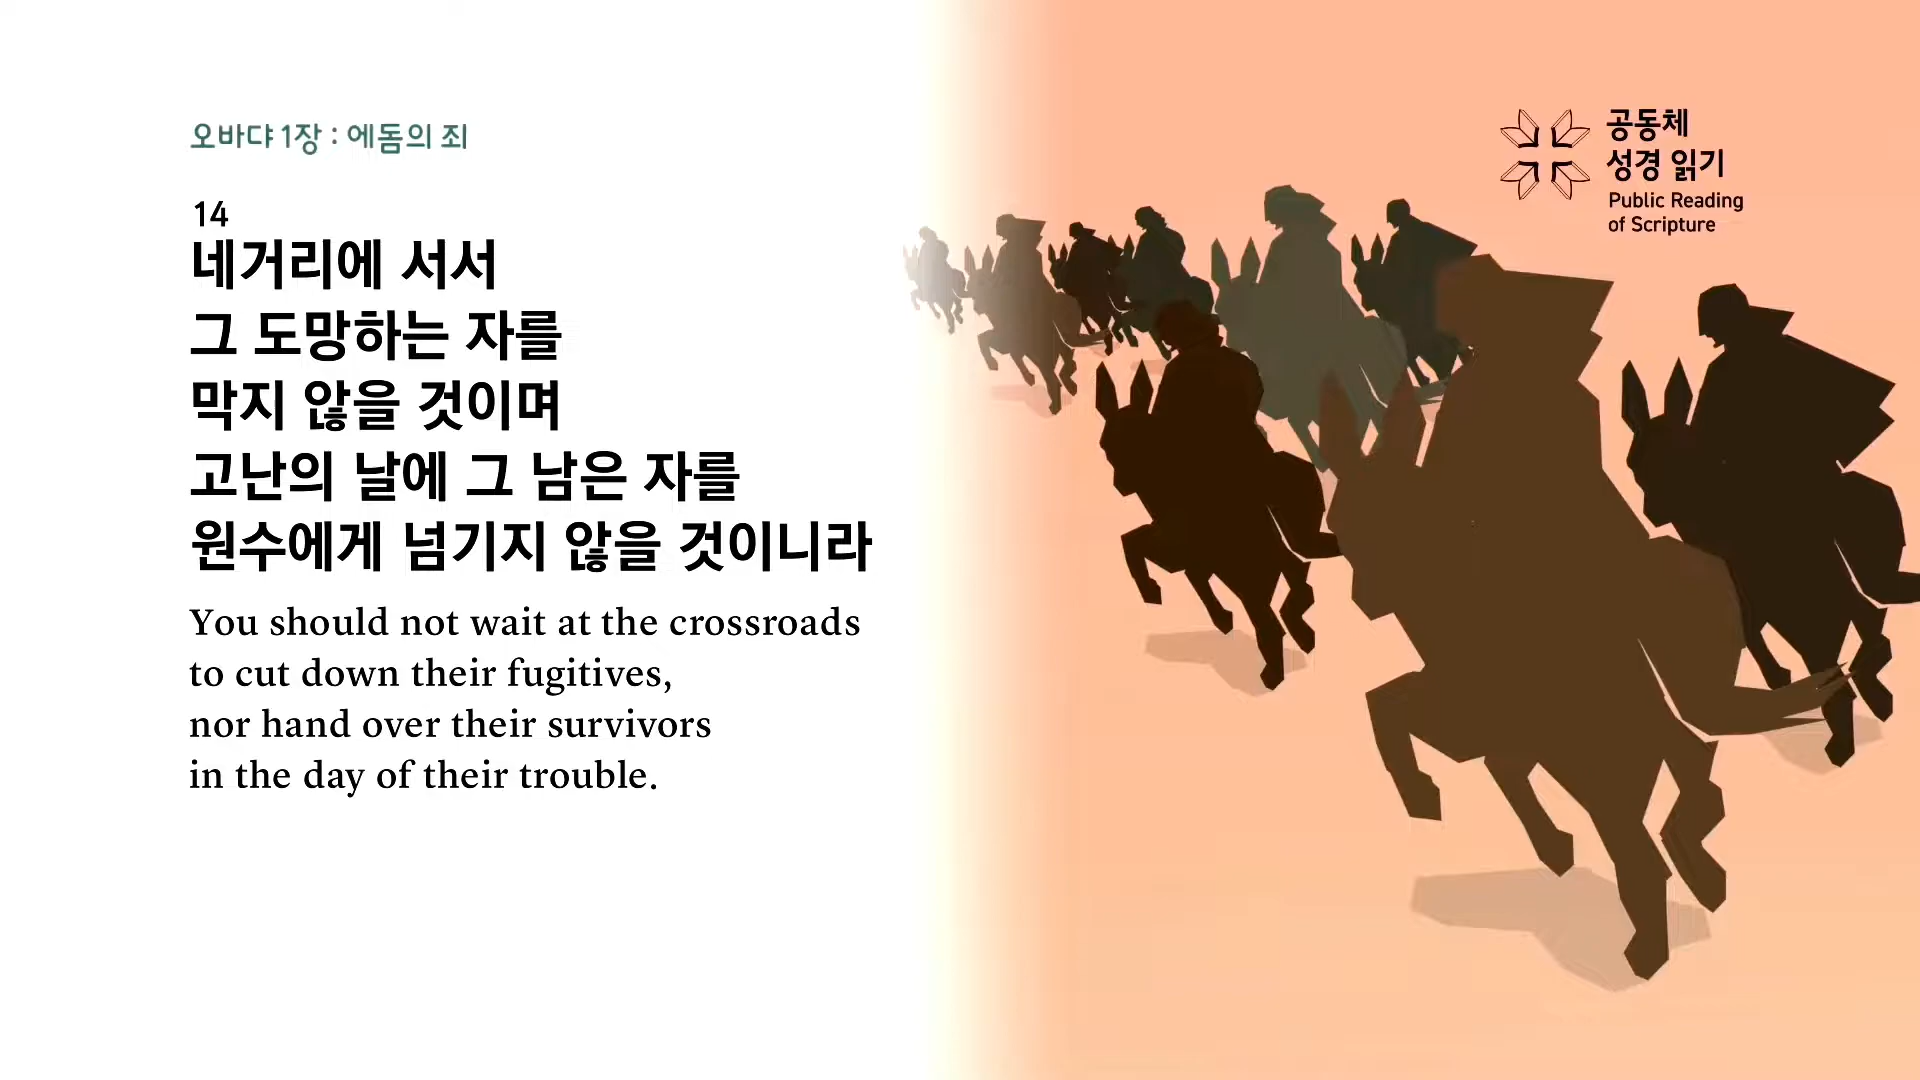 오바댜 1장 : 에돔의 죄
14
네거리에 서서
그 도망하는 자를
막지 않을 것이며
고난의 날에 그 남은 자를
원수에게 넘기지 않을 것이니라
You should not wait at the crossroads
to cut down their fugitives,
nor hand over their survivors
in the day of their trouble.
공동체
성경 읽기
Public Reading
of Scripture